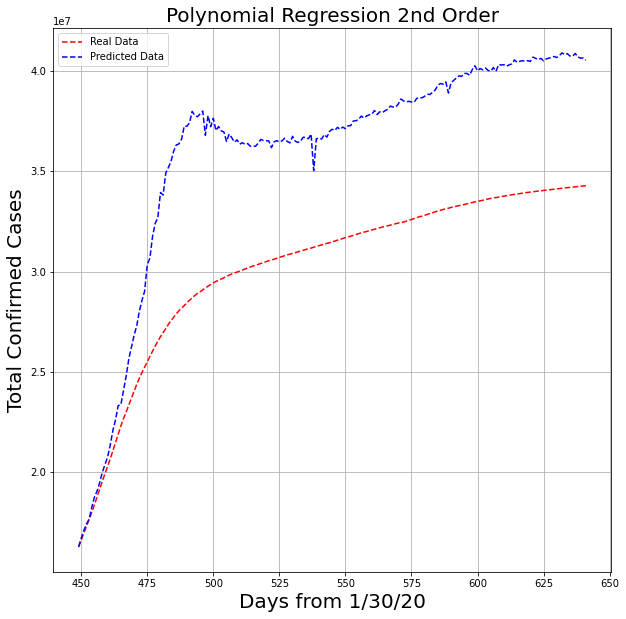 Polynomial Regression 2nd Order
1e7
Real Data
Predicted Data
4.0
3.5
3.0
2.5
2.0
Total Confirmed Cases
450 475 500 525 550 575 600 625 650
Days from 1/30/20